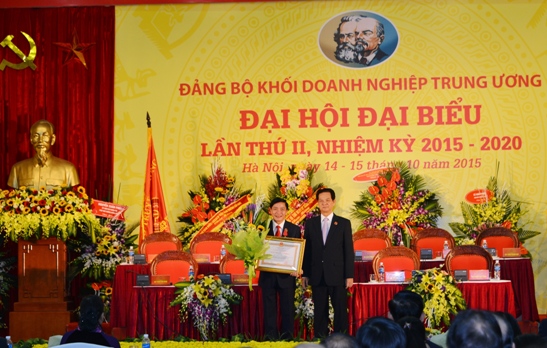 ĐẢNG BỘ KHỐI DOANH NGHIỆP TRUNG ƯƠNG
ĐẠI HỘI ĐẠI BIỂU
LẦN THỨ II, NHIỆM KỲ 2015 - 2020
Hà Nội, ngày 14 - 15 tháng 10 năm 2015